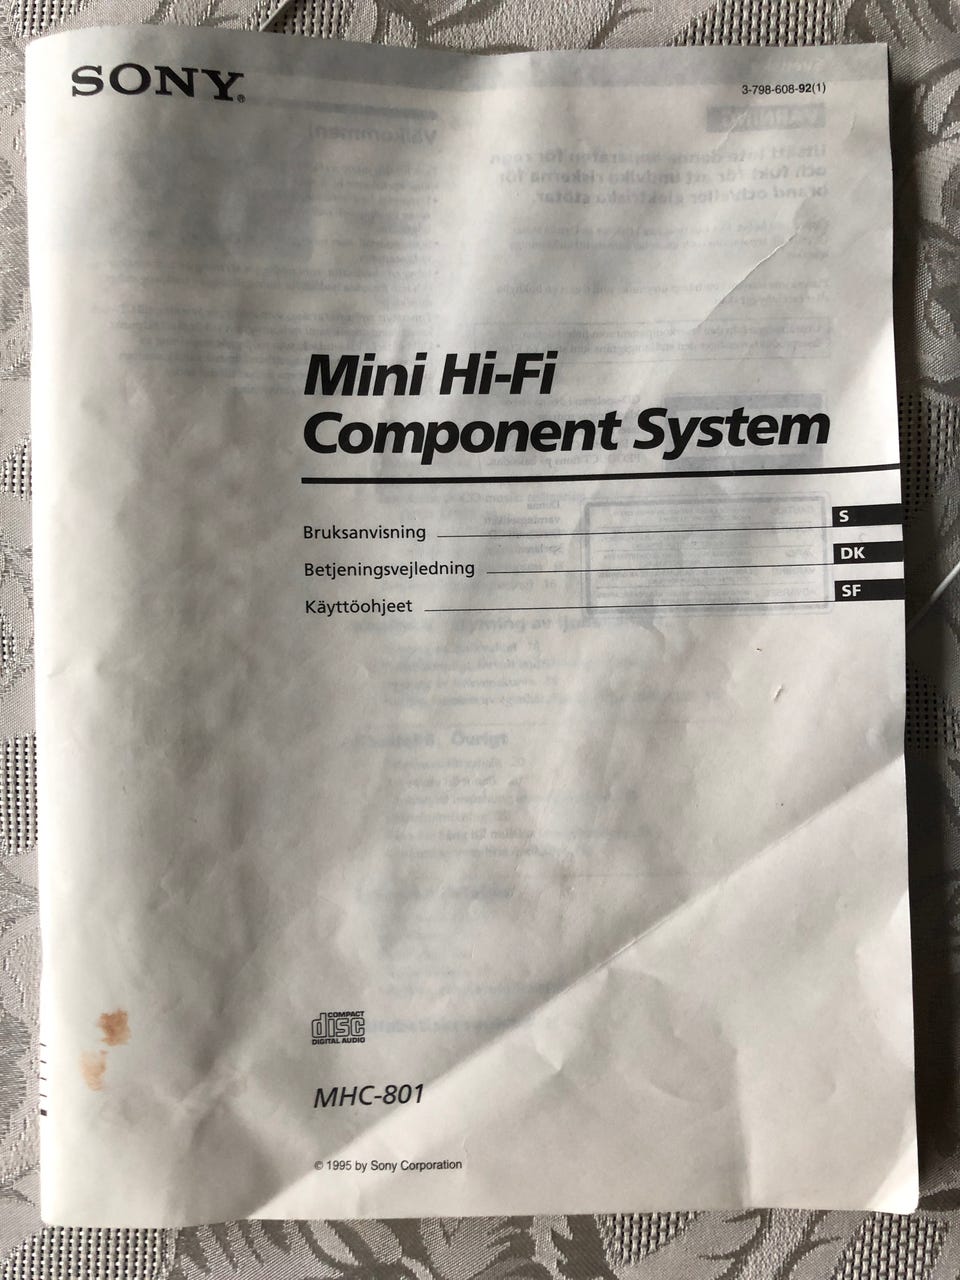 SONY®
3-798-608-92(1)
Mini Hi-Fi
Component System
Bruksanvisning S
Betjeningsvejledning DK
Käyttöohjeet SF
COMPACT
disc
DIGITAL AUDIO
MHC-801
© 1995 by Sony Corporation